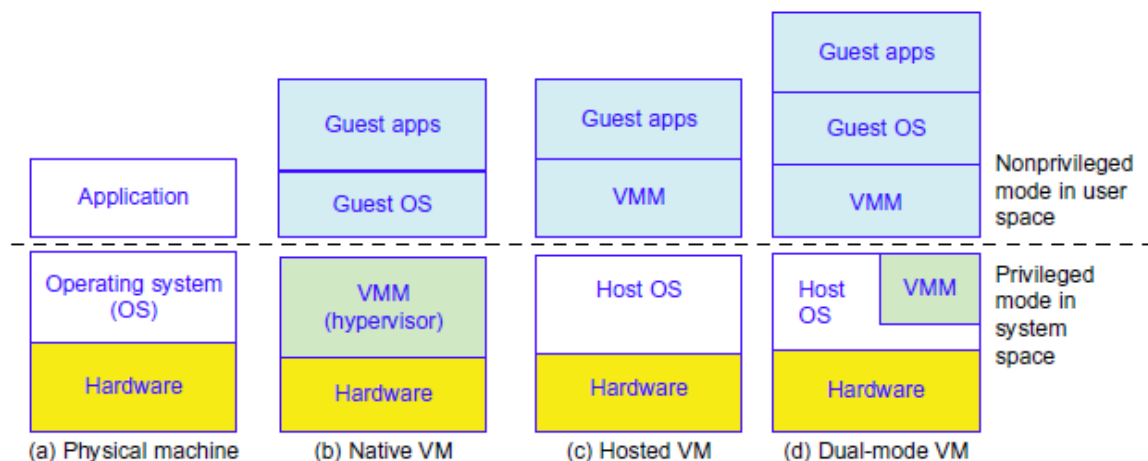 Application
Operating system
(OS)
Hardware
(a) Physical machine
Guest apps
Guest OS
VMM
(hypervisor)
Hardware
(b) Native VM
Guest apps
VMM
Host OS
Hardware
(c) Hosted VM
Guest apps
Guest OS
VMM
Host
OS
VMM
Hardware
(d) Dual-mode VM
Nonprivileged
mode in user
space
Privileged
mode in
system
space